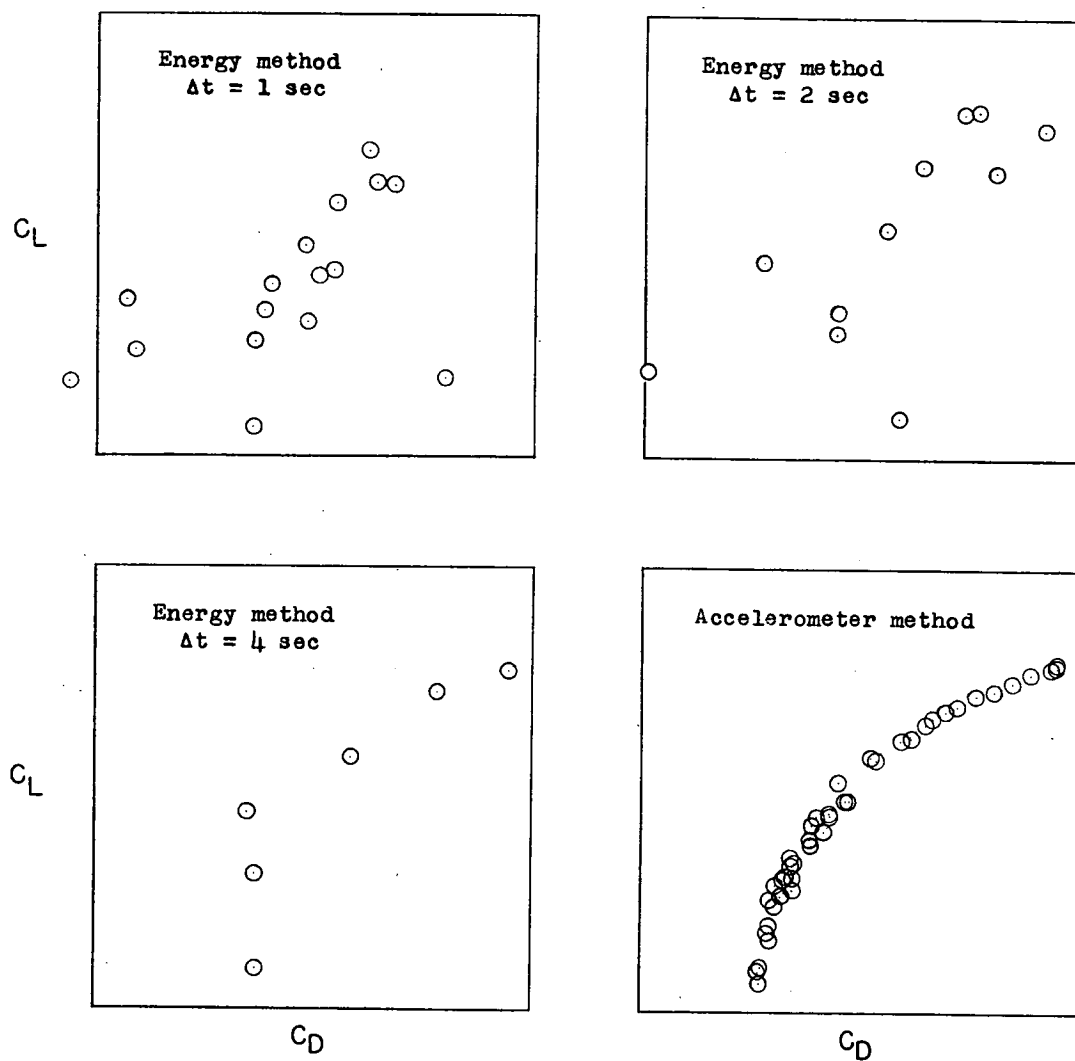 Energy method
Δt = 1 sec
Energy method
Δt = 2 sec
C_L
Energy method
Δt = 4 sec
Accelerometer method
C_L
C_D
C_D